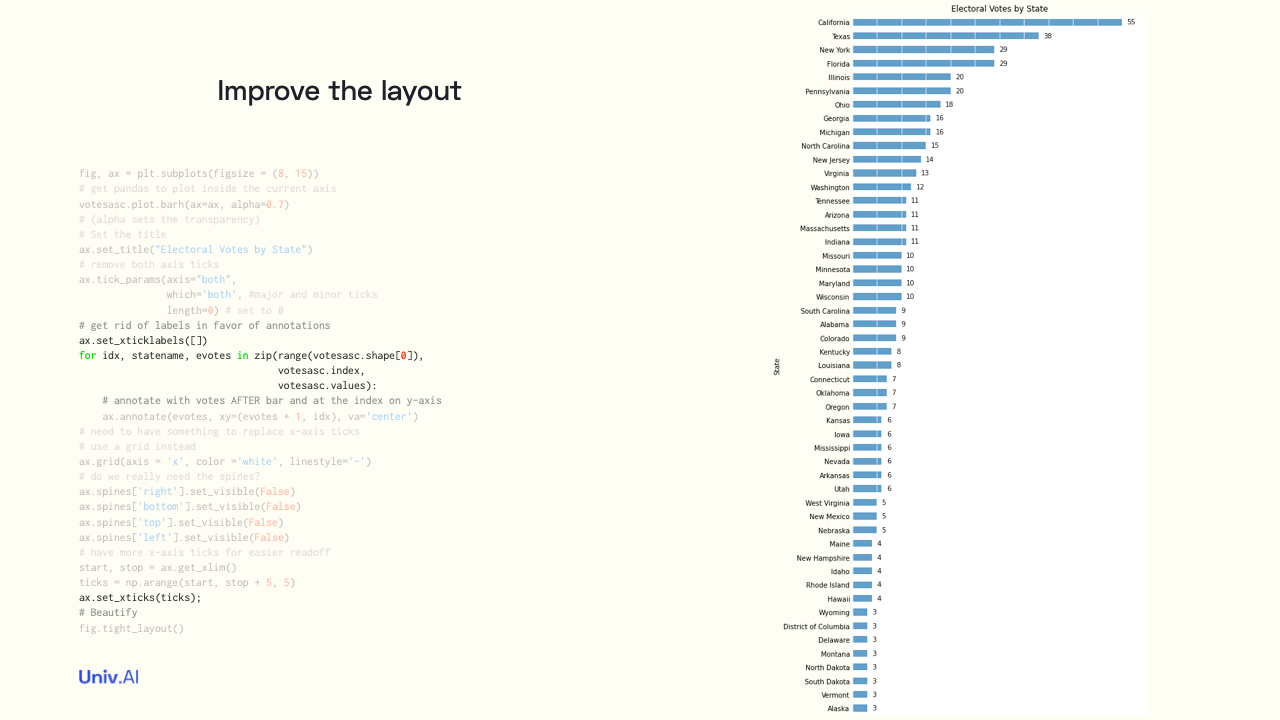 Improve the layout
fig, ax = plt.subplots(figsize = (8, 15))
# get pandas to plot inside the current axis
votesasc.plot.barh(ax=ax, alpha=0.7)
# (alpha sets the transparency)
# Set the title
ax.set_title("Electoral Votes by State")
# remove both axis ticks
ax.tick_params(axis="both",
which='both', #major and minor ticks
length=0) # set to 0
# get rid of labels in favor of annotations
ax.set_xticklabels([])
for idx, statename, evotes in zip(range(votesasc.shape[0]),
votesasc.index,
votesasc.values):
# annotate with votes AFTER bar and at the index on y-axis
ax.annotate(evotes, xy=(evotes + 1, idx), va='center')
# need to have something to replace x-axis ticks
# use a grid instead
ax.grid(axis = 'x', color ='white', linestyle='-')
# do we really need the spines?
ax.spines['right'].set_visible(False)
ax.spines['bottom'].set_visible(False)
ax.spines['top'].set_visible(False)
ax.spines['left'].set_visible(False)
# have more x-axis ticks for easier readoff
start, stop = ax.get_xlim()
ticks = np.arange(start, stop + 5, 5)
ax.set_xticks(ticks);
# Beautify
fig.tight_layout()
Univ.AI
Electoral Votes by State
State
California 55
Texas 38
New York 29
Florida 29
Illinois 20
Pennsylvania 20
Ohio 18
Georgia 16
Michigan 16
North Carolina 15
New Jersey 14
Virginia 13
Washington 12
Tennessee 11
Arizona 11
Massachusetts 11
Indiana 11
Missouri 10
Minnesota 10
Maryland 10
Wisconsin 10
South Carolina 9
Alabama 9
Colorado 9
Kentucky 8
Louisiana 8
Connecticut 7
Oklahoma 7
Oregon 7
Kansas 6
Iowa 6
Mississippi 6
Nevada 6
Arkansas 6
Utah 6
West Virginia 5
New Mexico 5
Nebraska 5
Maine 4
New Hampshire 4
Idaho 4
Rhode Island 4
Hawaii 4
Wyoming 3
District of Columbia 3
Delaware 3
Montana 3
North Dakota 3
South Dakota 3
Vermont 3
Alaska 3